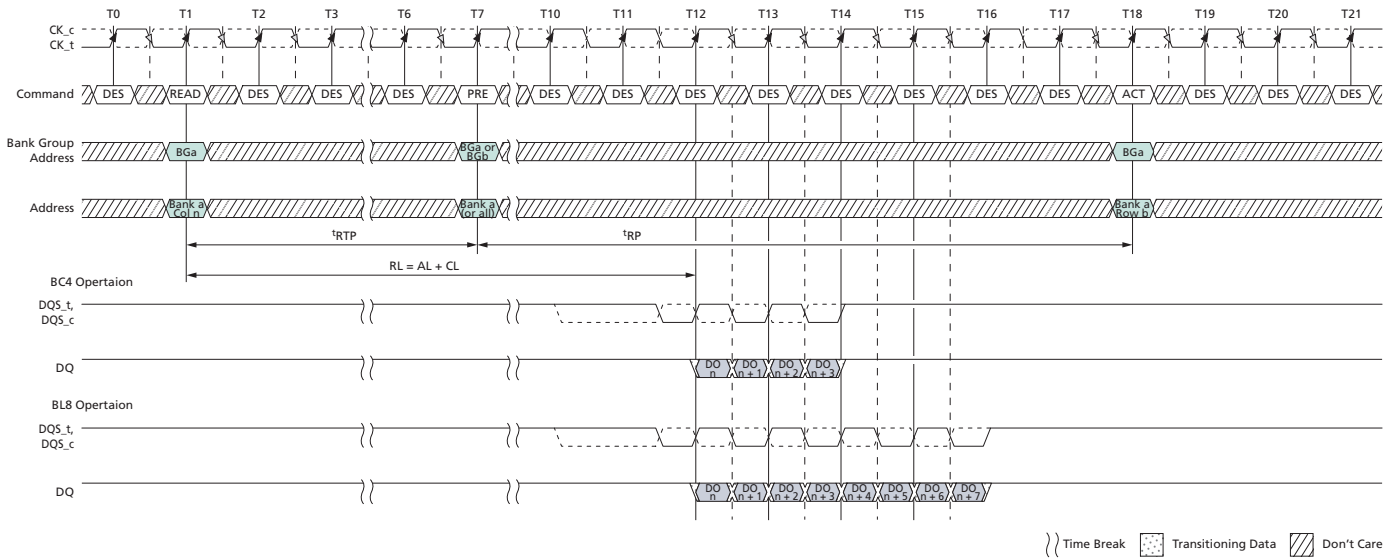 T0 T1 T2 T3 T6 T7 T10 T11 T12 T13 T14 T15 T16 T17 T18 T19 T20 T21
CK_c
CK_t
Command DES READ DES DES DES PRE DES DES DES DES DES DES DES DES ACT DES DES DES
Bank Group
Address
BGa
BGa or
BGb
BGa
Address
Bank a
Col n
Bank a
(or all)
Bank a
Row b
tRTP tRP
RL = AL + CL
BC4 Opertaion
DQS_t,
DQS_c
DQ
DO
n
DO
n + 1
DO
n + 2
DO
n + 3
BL8 Opertaion
DQS_t,
DQS_c
DQ
DO
n
DO
n + 1
DO
n + 2
DO
n + 3
DO
n + 4
DO
n + 5
DO
n + 6
DO
n + 7
Time Break Transitioning Data Don't Care